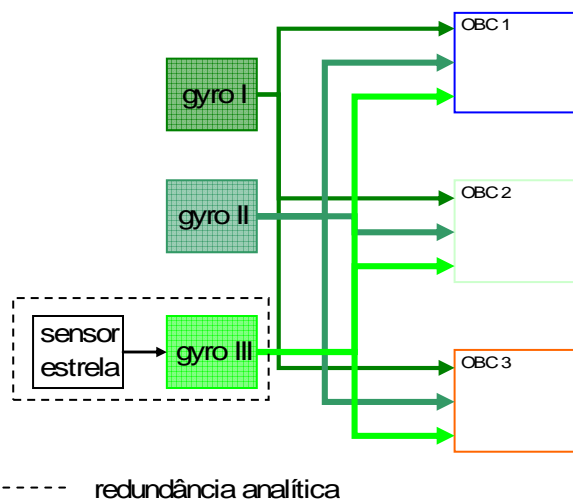 OBC 1
gyro I
gyro II
OBC 2
sensor
estrela
gyro III
OBC 3
redundância analítica